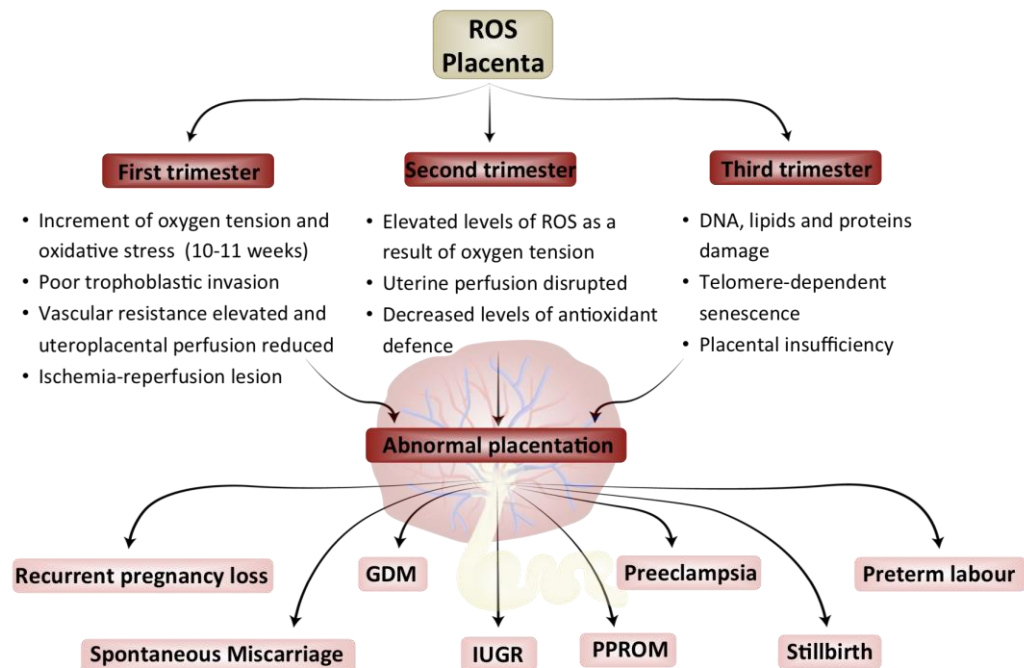 ROS
Placenta
First trimester
Second trimester
Third trimester
• Increment of oxygen tension and
oxidative stress (10-11 weeks)
• Poor trophoblastic invasion
• Vascular resistance elevated and
uteroplacental perfusion reduced
• Ischemia-reperfusion lesion
• Elevated levels of ROS as a
result of oxygen tension
• Uterine perfusion disrupted
• Decreased levels of antioxidant
defence
• DNA, lipids and proteins
damage
• Telomere-dependent
senescence
• Placental insufficiency
Abnormal placentation
Recurrent pregnancy loss
GDM
Preeclampsia
Preterm labour
Spontaneous Miscarriage
IUGR
PPROM
Stillbirth